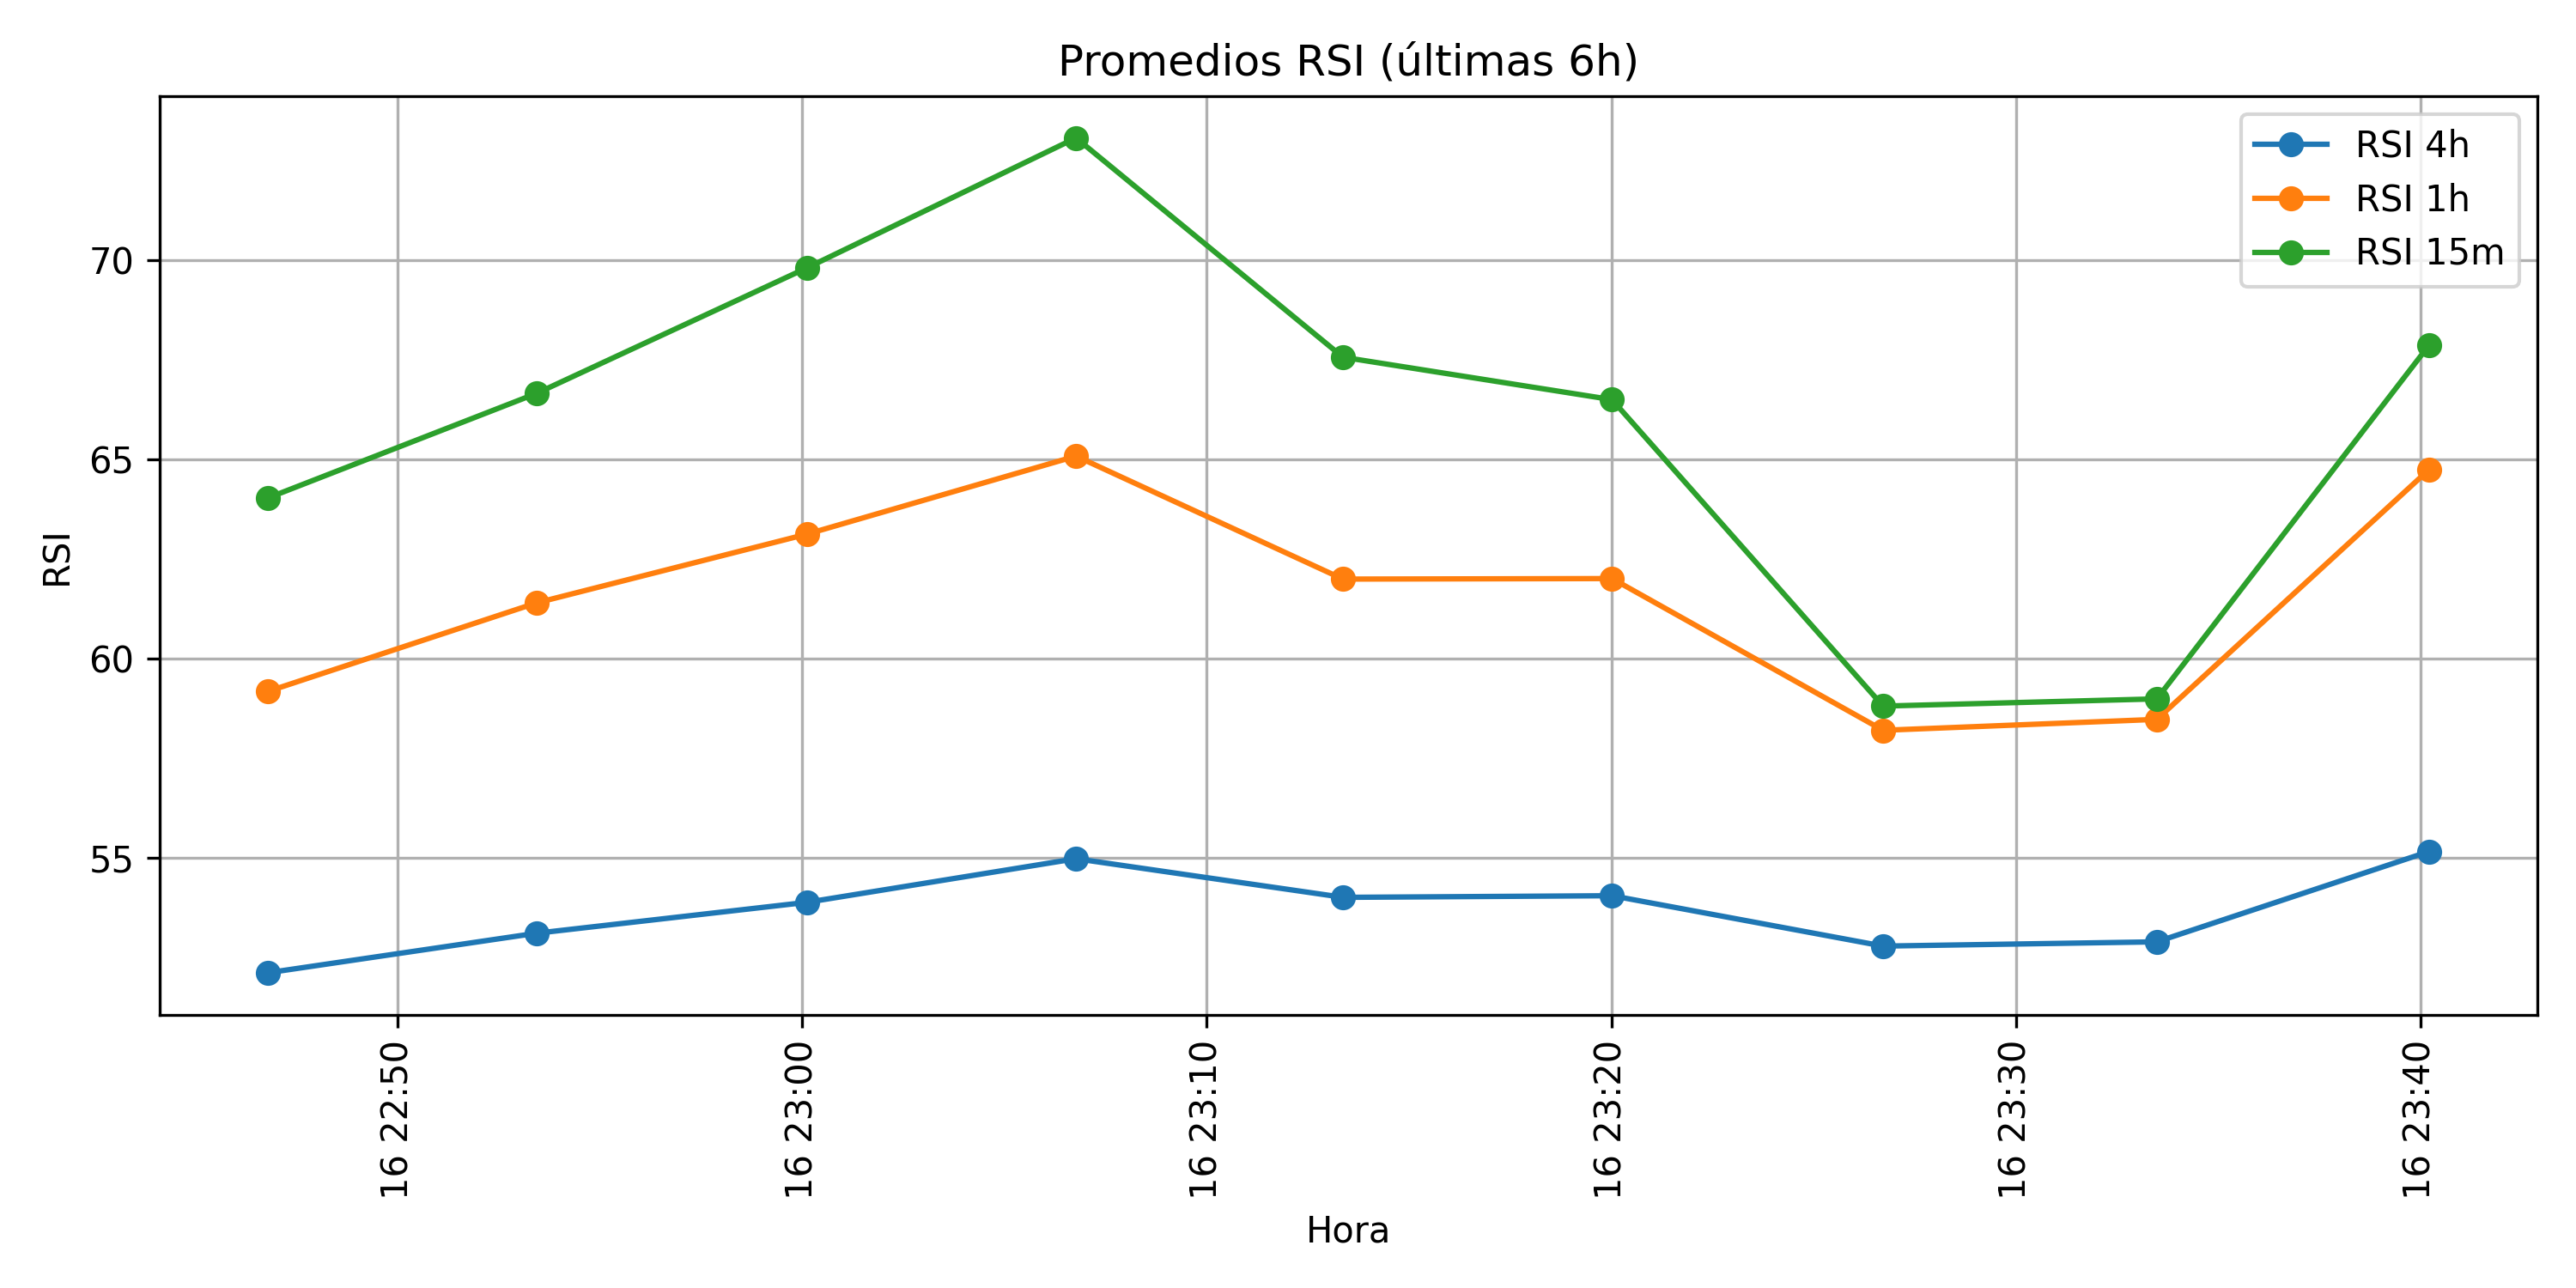 Promedios RSI (últimas 6h)
RSI 4h
RSI 1h
RSI 15m
RSI
70
65
60
55
16 22:50
16 23:00
16 23:10
16 23:20
16 23:30
16 23:40
Hora